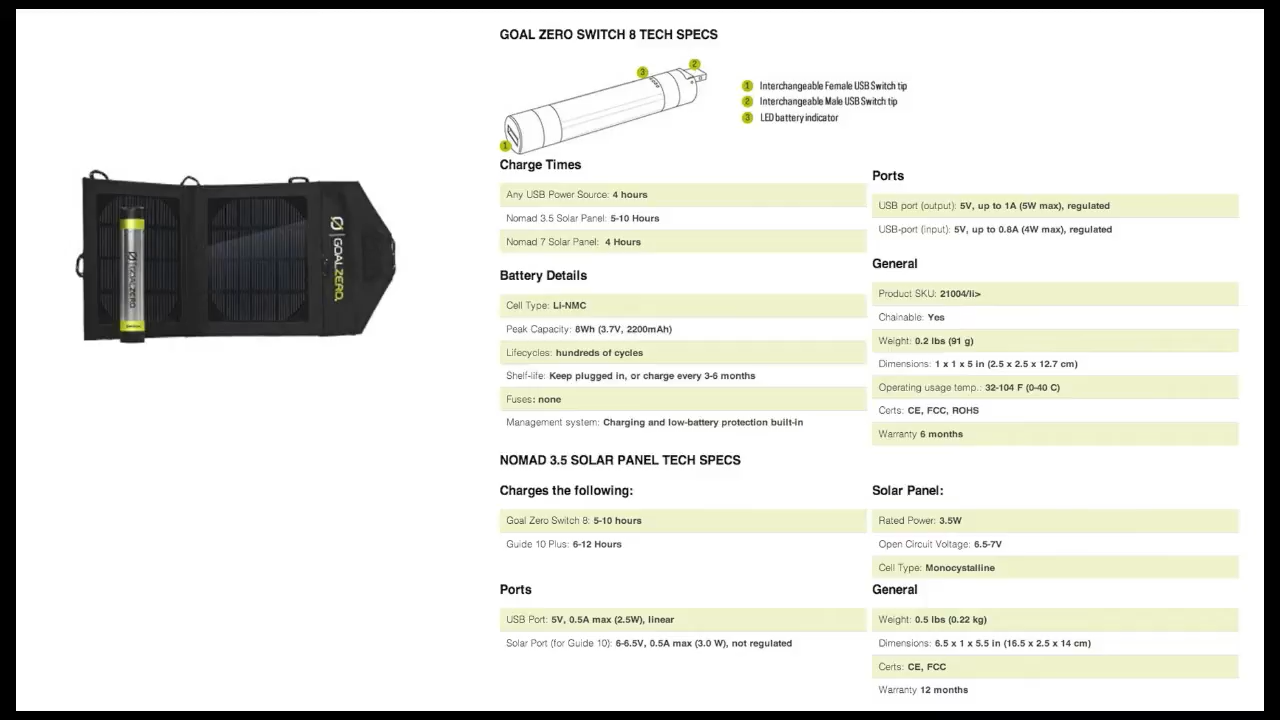 GOAL ZERO SWITCH 8 TECH SPECS
3
2
1 Interchangeable Female USB Switch tip
2 Interchangeable Male USB Switch tip
3 LED battery indicator
1
Charge Times
Any USB Power Source: 4 hours
Nomad 3.5 Solar Panel: 5-10 Hours
Nomad 7 Solar Panel: 4 Hours
Battery Details
Cell Type: Li-NMC
Peak Capacity: 8Wh (3.7V, 2200mAh)
Lifecycles: hundreds of cycles
Shelf-life: Keep plugged in, or charge every 3-6 months
Fuses: none
Management system: Charging and low-battery protection built-in
Ports
USB port (output): 5V, up to 1A (5W max), regulated
USB-port (input): 5V, up to 0.8A (4W max), regulated
General
Product SKU: 21004/li>
Chainable: Yes
Weight: 0.2 lbs (91 g)
Dimensions: 1 x 1 x 5 in (2.5 x 2.5 x 12.7 cm)
Operating usage temp.: 32-104 F (0-40 C)
Certs: CE, FCC, ROHS
Warranty 6 months
GOAL ZERO
GOAL ZERO.
NOMAD 3.5 SOLAR PANEL TECH SPECS
Charges the following:
Goal Zero Switch 8: 5-10 hours
Guide 10 Plus: 6-12 Hours
Ports
USB Port: 5V, 0.5A max (2.5W), linear
Solar Port (for Guide 10): 6-6.5V, 0.5A max (3.0 W), not regulated
Solar Panel:
Rated Power: 3.5W
Open Circuit Voltage: 6.5-7V
Cell Type: Monocystalline
General
Weight: 0.5 lbs (0.22 kg)
Dimensions: 6.5 x 1 x 5.5 in (16.5 x 2.5 x 14 cm)
Certs: CE, FCC
Warranty 12 months